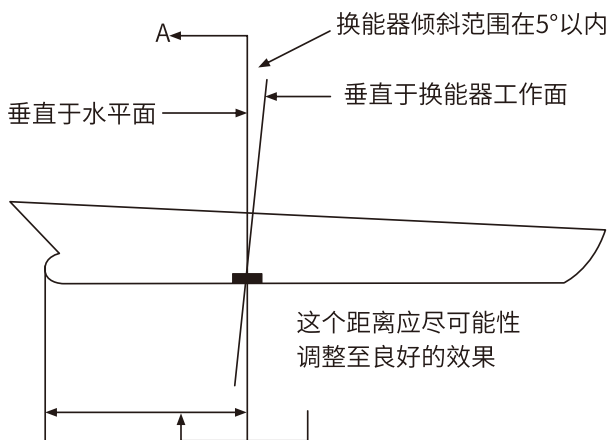 换能器倾斜范围在5°以内
A
垂直于换能器工作面
垂直于水平面
这个距离应尽可能性
调整至良好的效果